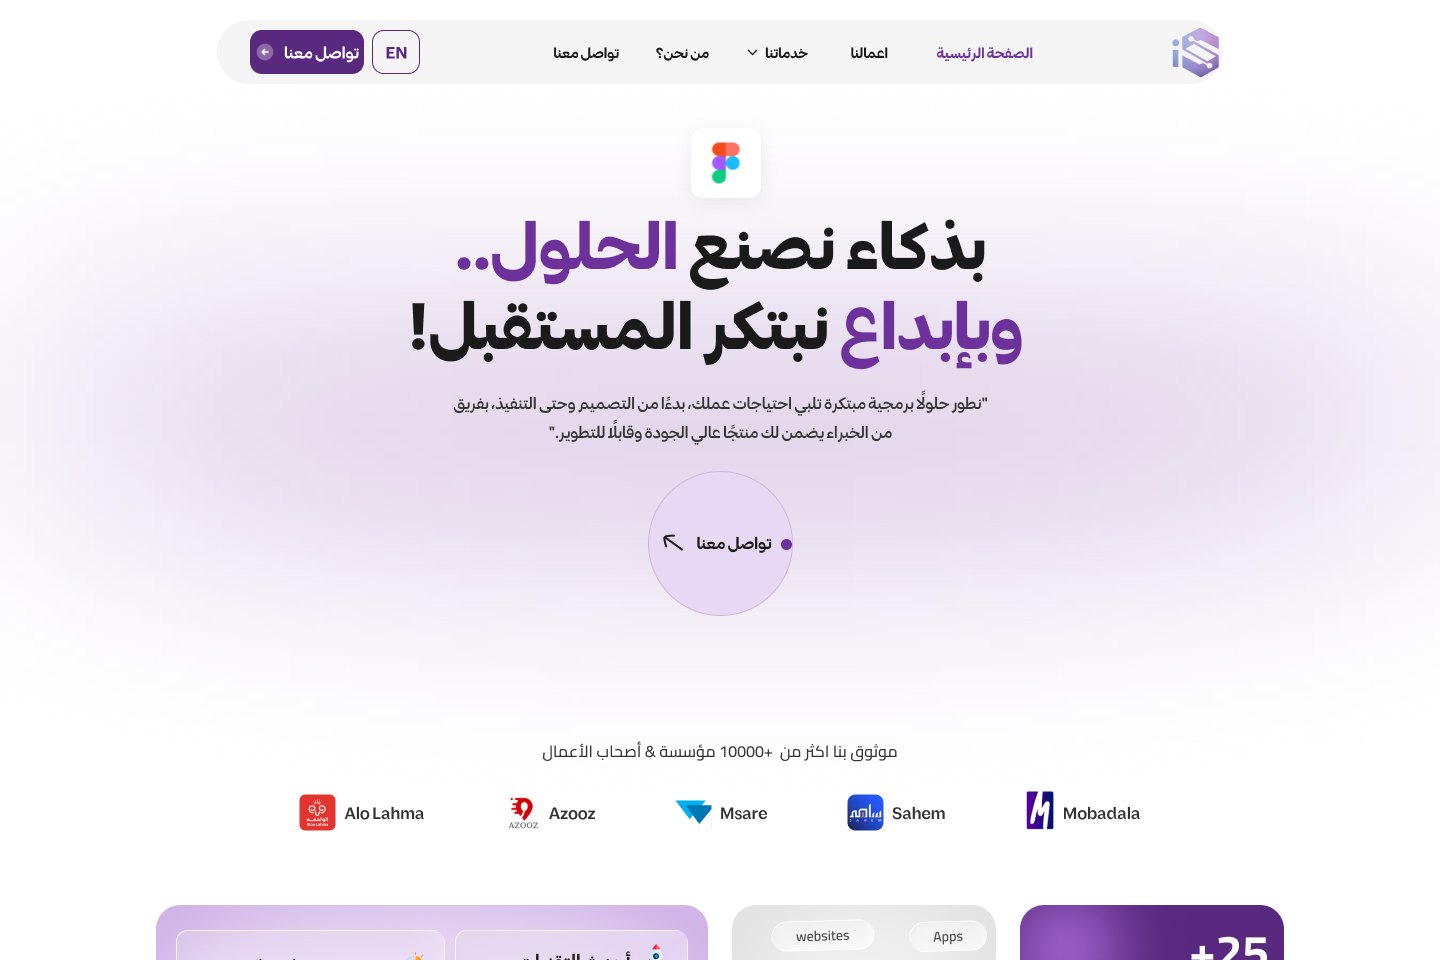 الصفحة الرئيسية
اعمالنا
خدماتنا
من نحن؟
تواصل معنا
EN
تواصل معنا
بذكاء نصنع الحلول..
وبإبداع نبتكر المستقبل!
"نطور حلولًا برمجية مبتكرة تلبي احتياجات عملك، بدءًا من التصميم وحتى التنفيذ، بفريق
من الخبراء يضمن لك منتجًا عالي الجودة وقابلًا للتطوير."
تواصل معنا
موثوق بنا اكثر من +10000 مؤسسة & أصحاب الأعمال
Mobadala
Sahem
Msare
AZOOZ
Azooz
Alo Lahma
+25
Apps
websites